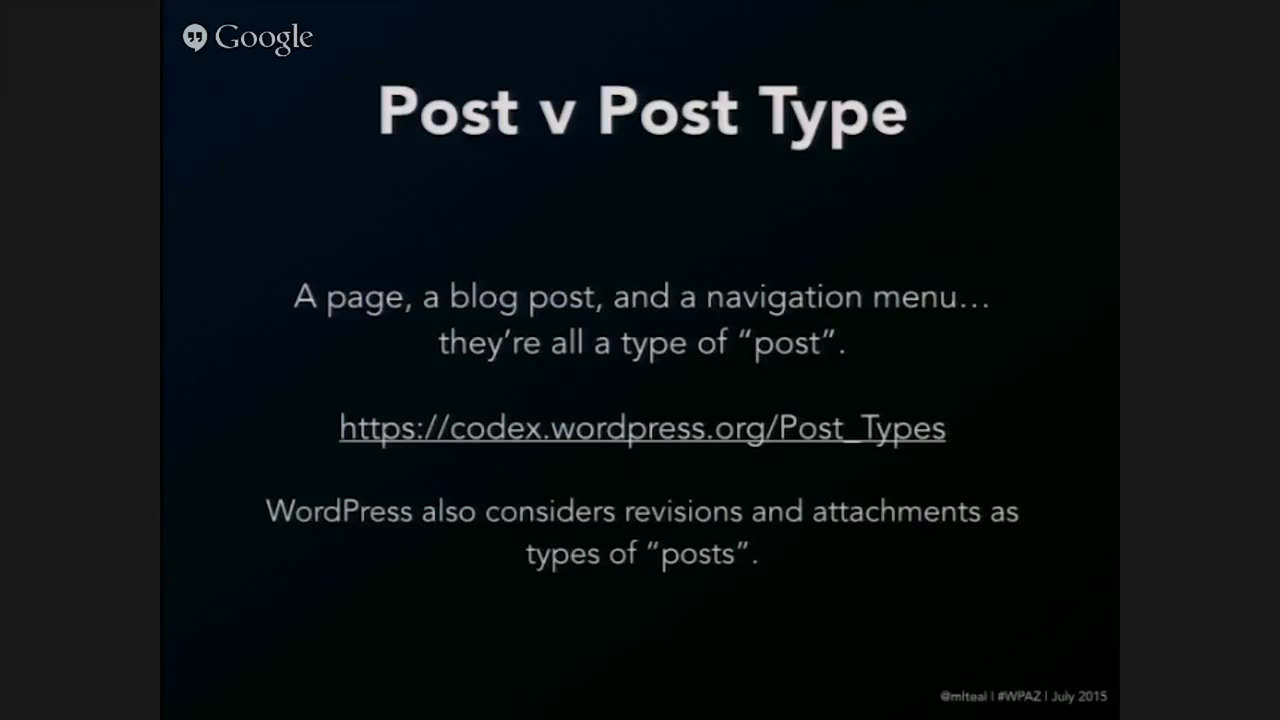 Google
Post v Post Type
A page, a blog post, and a navigation menu…
they’re all a type of “post”.
https://codex.wordpress.org/Post_Types
WordPress also considers revisions and attachments as
types of “posts”.
@mlteal | #WPAZ | July 2015